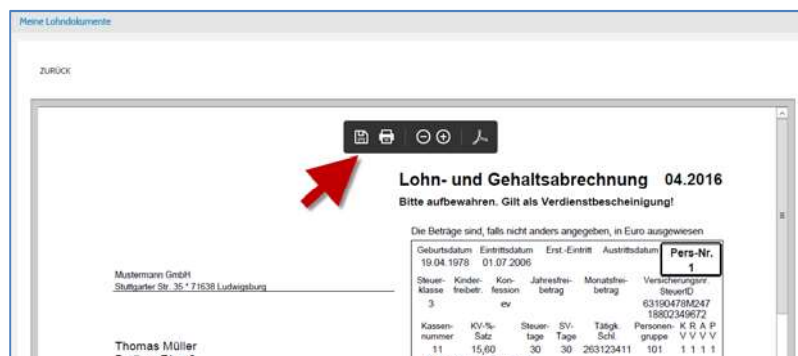 Meine Lohndokumente
ZURÜCK
Lohn- und Gehaltsabrechnung 04.2016
Bitte aufbewahren. Gilt als Verdienstbescheinigung!
Die Beträge sind, falls nicht anders angegeben, in Euro ausgewiesen
Geburtsdatum Eintrittsdatum Erst.-Eintritt Austrittsdatum Pers-Nr.
19.04.1978 01.07.2006 1
Mustermann GmbH
Stuttgarter Str. 35 * 71638 Ludwigsburg
Steuer- Kinder- Kon- Jahresfrei- Monatsfrei- Versicherungsnr.
klasse freibetr. fession betrag betrag SteuerID
3 ev 63190478M247
18802349672
Kassen- KV-%- Steuer- SV- Tätigk. Personen- K R A P
nummer Satz tage Tage Schl. gruppe V V V V
11 15,60 30 30 263123411 101 1 1 1 1
Thomas Müller